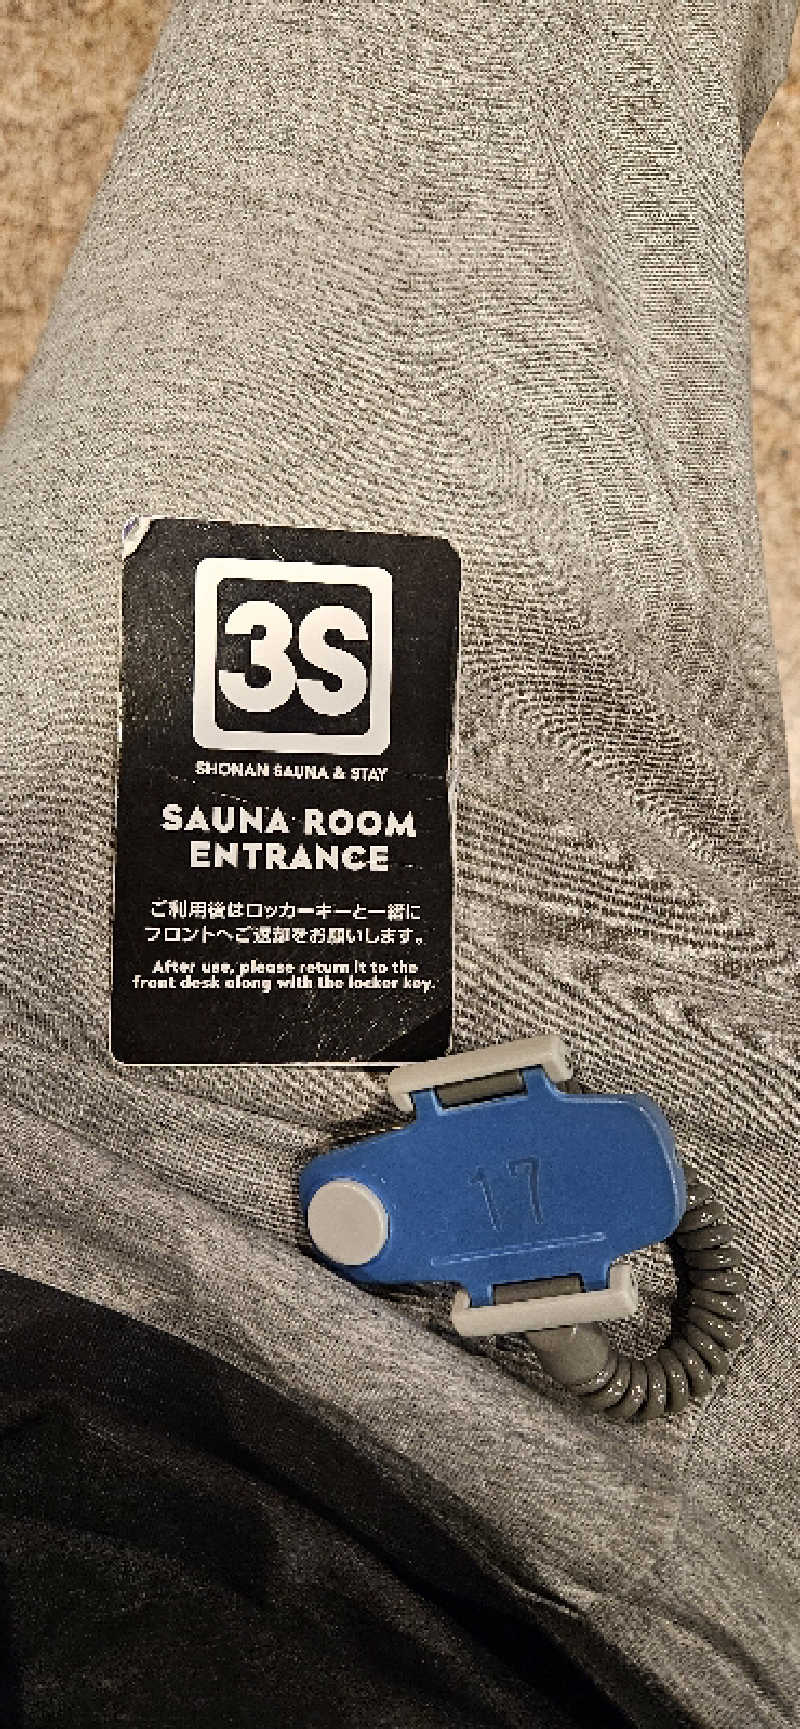 3S
SHONAN SAUNA & STAY
SAUNA ROOM
ENTRANCE
ご利用後はロッカーキーと一緒に
フロントへご返却をお願いします。
After use, please return it to the
front desk along with the locker key.
17